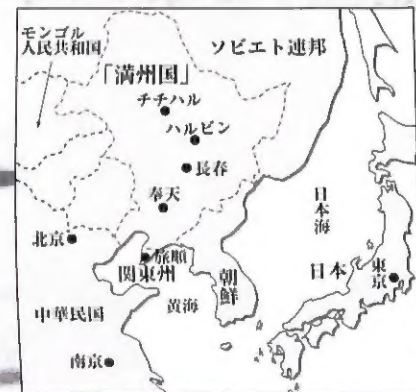 モンゴル
人民共和国
ソビエト連邦
「満州国」
チチハル
ハルビン
長春
奉天
北京
旅順
関東州
朝鮮
日本海
日本
東京
黄海
中華民国
南京